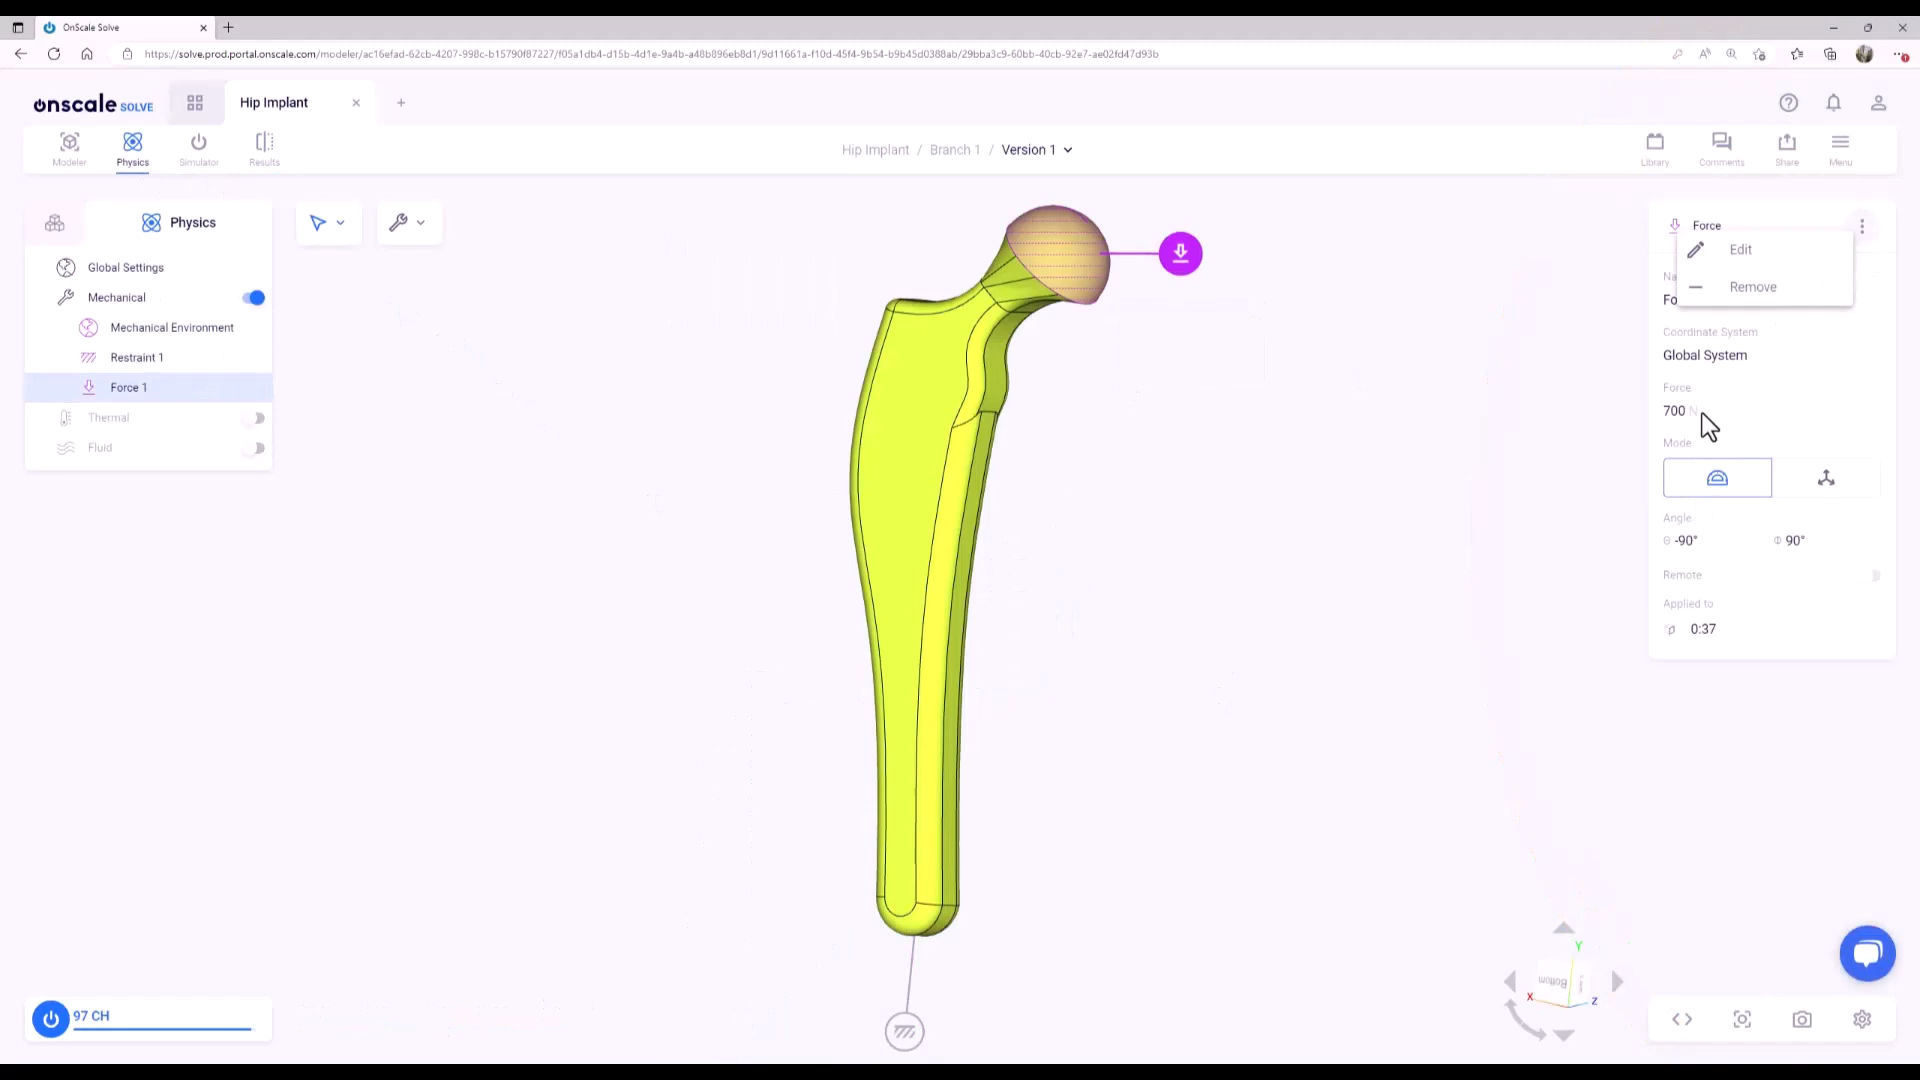 OnScale Solve
https://solve.prod.portal.onscale.com/modeler/ac16efad-62cb-4207-998c-b15790f87227/f05a1db4-d15b-4d1e-9a4b-a48b896eb8d1/9d11661a-f10d-45f4-9b54-b9b45d0388ab/29bba3c9-60bb-40cb-92e7-ae02fd47d93b
onscale SOLVE
Hip Implant
Modeler
Physics
Simulator
Results
Hip Implant / Branch 1 / Version 1
Library
Comments
Share
Menu
Physics
Global Settings
Mechanical
Mechanical Environment
Restraint 1
Force 1
Thermal
Fluid
Force
Edit
Remove
Na
Fo
Coordinate System
Global System
Force
700 N
Mode
Angle
Θ -90°
Φ 90°
Remote
Applied to
0:37
97 CH
Y
Bottom
X
Z